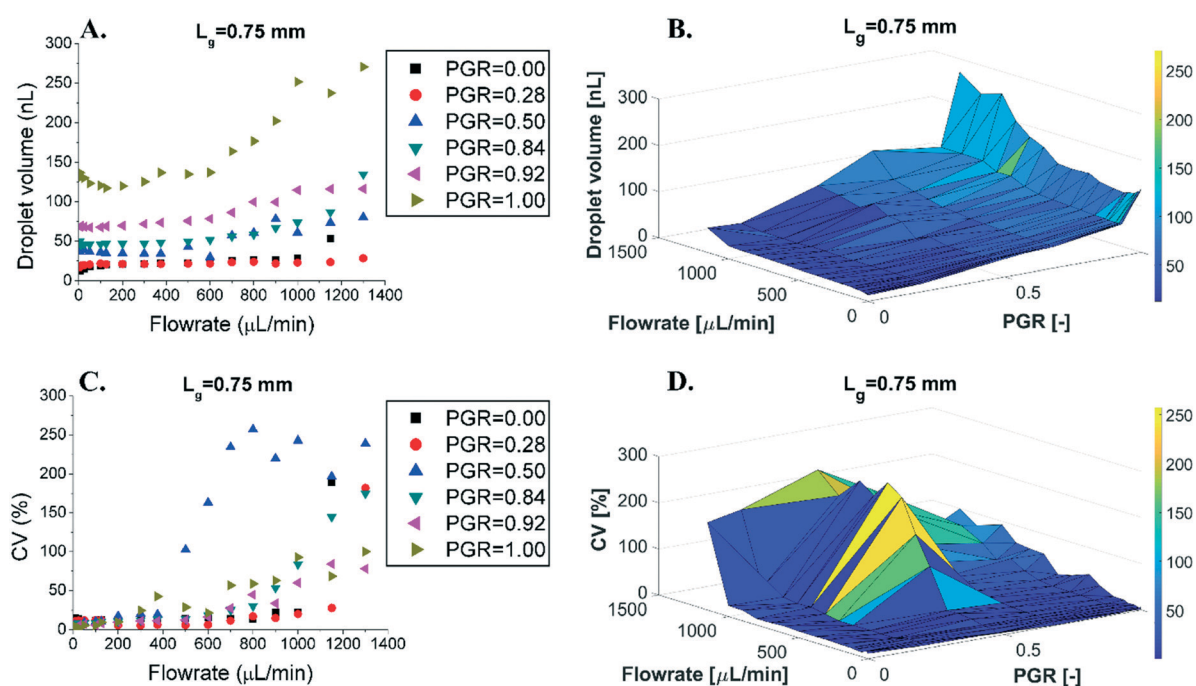 A.
L_g=0.75 mm
300
250
200
150
100
50
0
Droplet volume (nL)
0 200 400 600 800 1000 1200 1400
Flowrate (μL/min)
PGR=0.00
PGR=0.28
PGR=0.50
PGR=0.84
PGR=0.92
PGR=1.00
B.
L_g=0.75 mm
300
200
100
0
Droplet volume [nL]
1500
1000
500
0
Flowrate [μL/min]
0
0.5
PGR [-]
250
200
150
100
50
C.
L_g=0.75 mm
300
250
200
150
100
50
0
CV (%)
0 200 400 600 800 1000 1200 1400
Flowrate (μL/min)
PGR=0.00
PGR=0.28
PGR=0.50
PGR=0.84
PGR=0.92
PGR=1.00
D.
L_g=0.75 mm
300
200
100
0
CV [%]
1500
1000
500
0
Flowrate [μL/min]
0
0.5
PGR [-]
250
200
150
100
50